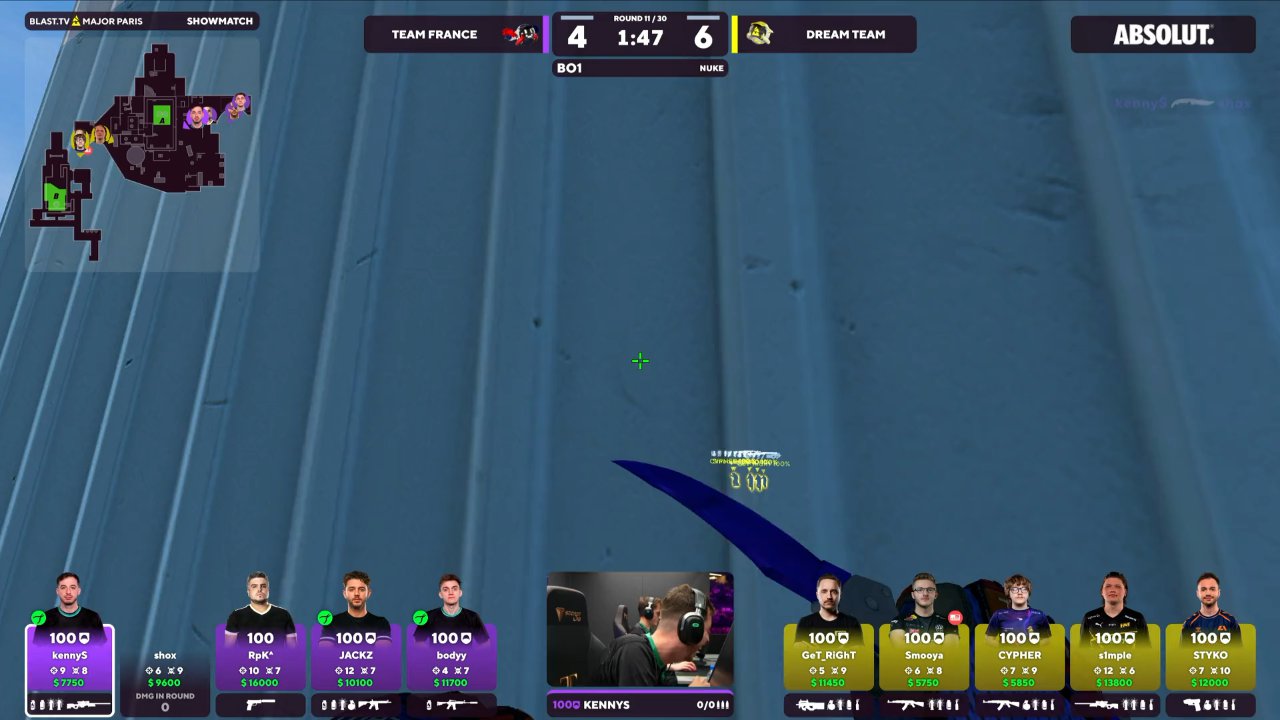 BLAST.TV MAJOR PARIS SHOWMATCH
TEAM FRANCE
4
ROUND 11 / 30
1:47
6
DREAM TEAM
BO1 NUKE
ABSOLUT.
kennyS shox
A
B
100
kennyS
9 8
$7750
shox
6 9
$9600
DMG IN ROUND
0
100
RpK^
10 7
$16000
100
JACKZ
12 7
$10100
100
bodyy
4 7
$11700
100 KENNYS 0/0
100
GeT_RiGhT
5 9
$11450
100
Smooya
6 8
$5750
100
CYPHER
7 9
$5850
100
s1mple
12 6
$13800
100
STYKO
7 10
$12000